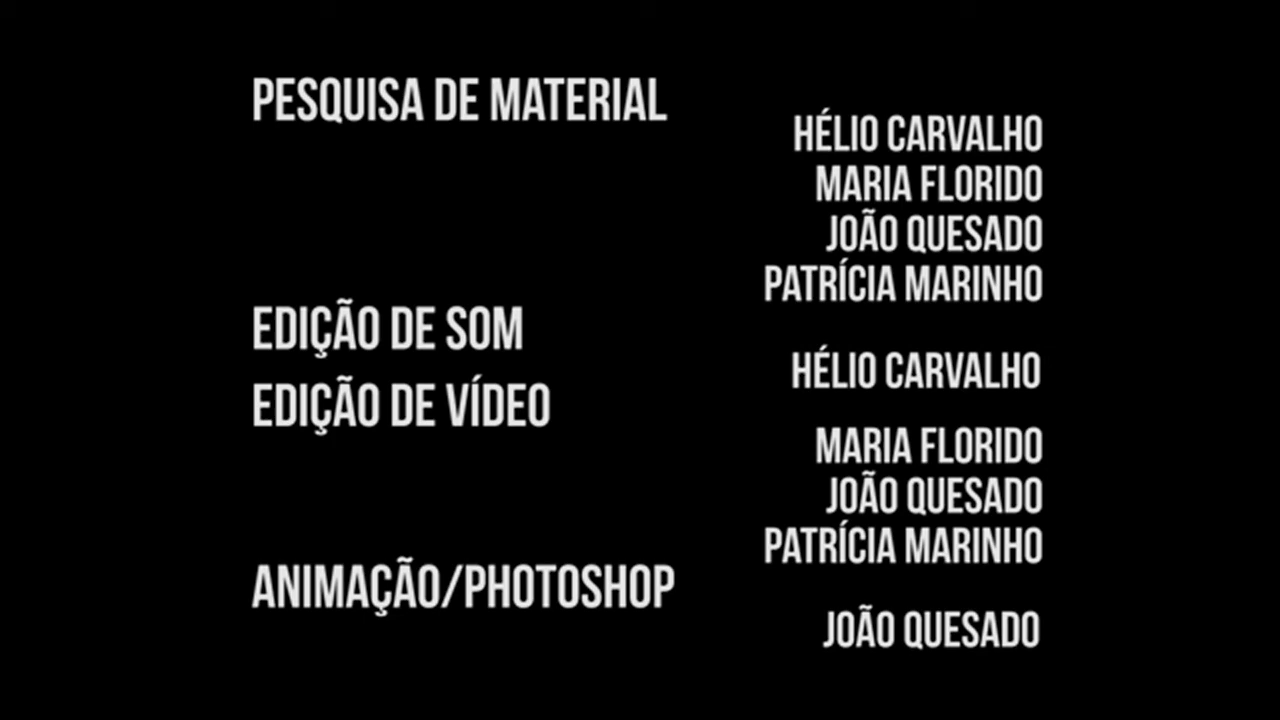 PESQUISA DE MATERIAL
HÉLIO CARVALHO
MARIA FLORIDO
JOÃO QUESADO
PATRÍCIA MARINHO
EDIÇÃO DE SOM
HÉLIO CARVALHO
EDIÇÃO DE VÍDEO
MARIA FLORIDO
JOÃO QUESADO
PATRÍCIA MARINHO
ANIMAÇÃO/PHOTOSHOP
JOÃO QUESADO